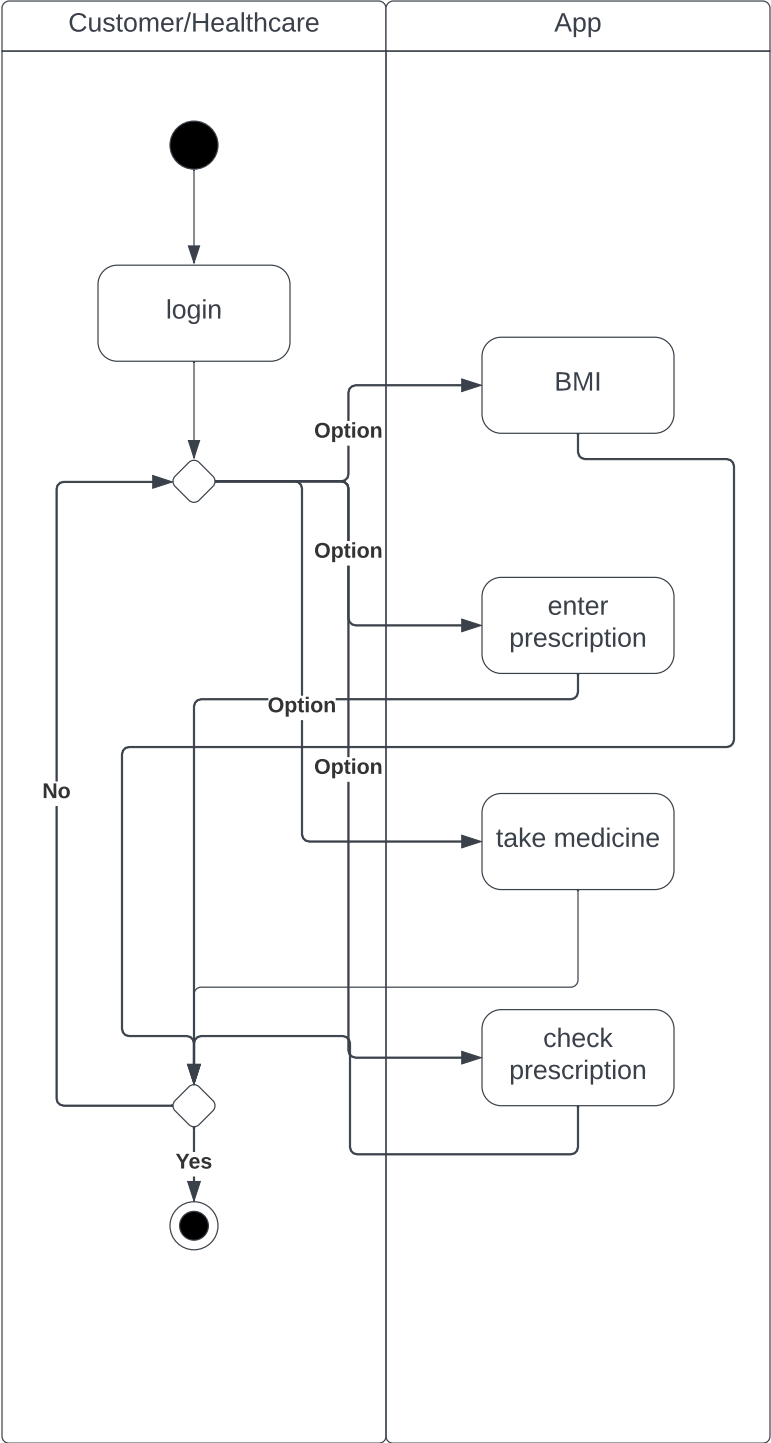 Customer/Healthcare
App
login
BMI
Option
Option
enter
prescription
Option
Option
No
take medicine
check
prescription
Yes